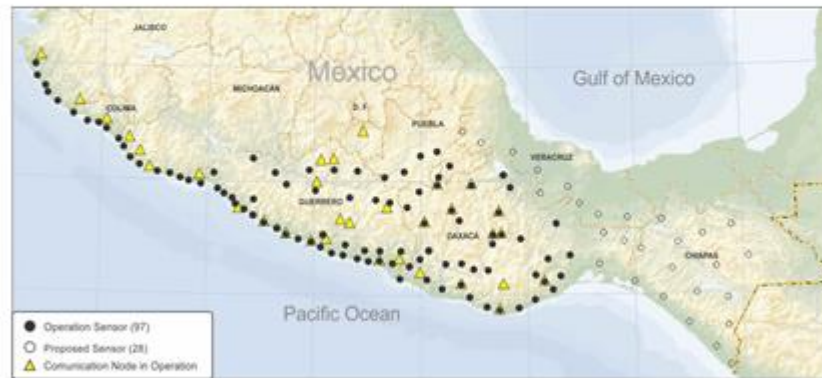 JALISCO
Mexico
Gulf of Mexico
MICHOACÁN
D. F.
COLIMA
PUEBLA
VERACRUZ
GUERRERO
OAXACA
CHIAPAS
Pacific Ocean
Operation Sensor (97)
Proposed Sensor (28)
Comunication Node in Operation